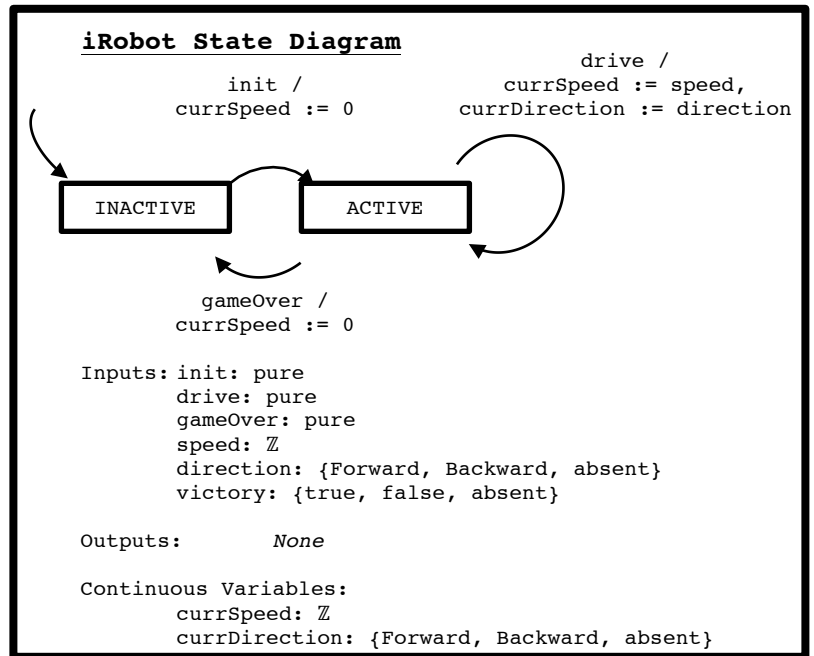 iRobot State Diagram
init /
currSpeed := 0
drive /
currSpeed := speed,
currDirection := direction
INACTIVE
ACTIVE
gameOver /
currSpeed := 0
Inputs: init: pure
drive: pure
gameOver: pure
speed: ℤ
direction: {Forward, Backward, absent}
victory: {true, false, absent}
Outputs: None
Continuous Variables:
currSpeed: ℤ
currDirection: {Forward, Backward, absent}